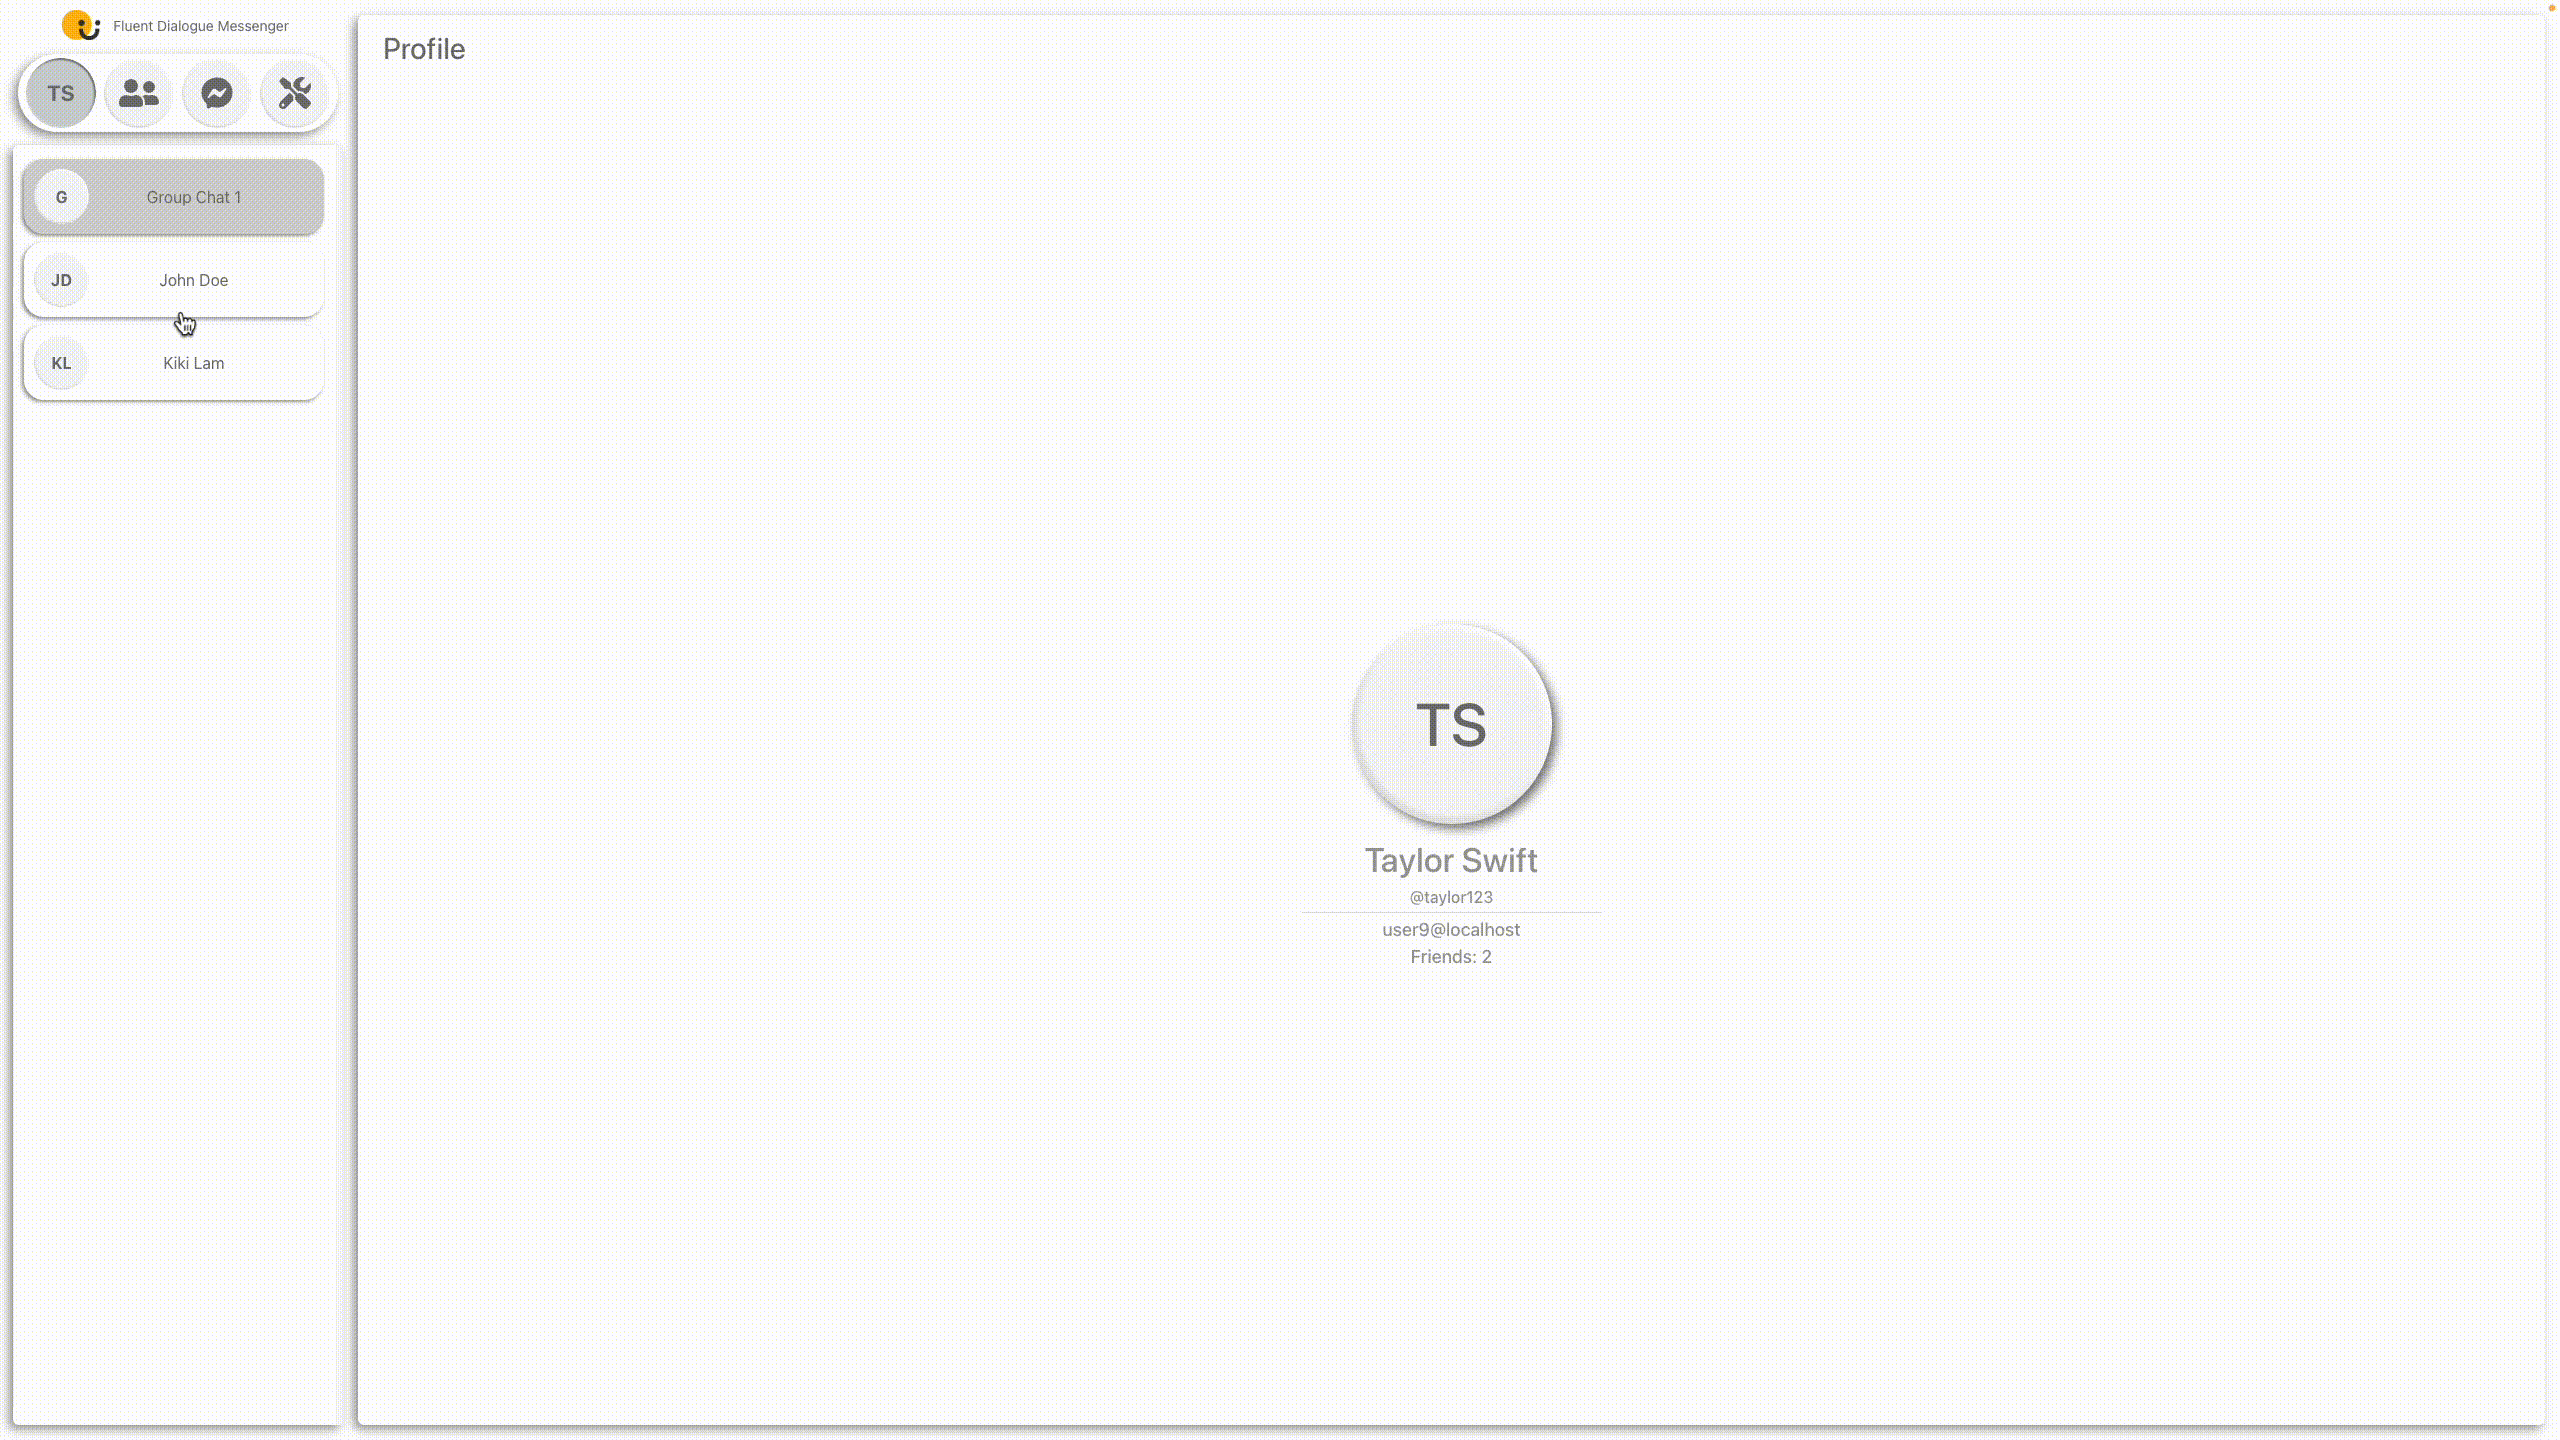 Fluent Dialogue Messenger
TS
G
Group Chat 1
JD
John Doe
KL
Kiki Lam
Profile
TS
Taylor Swift
@taylor123
user9@localhost
Friends: 2